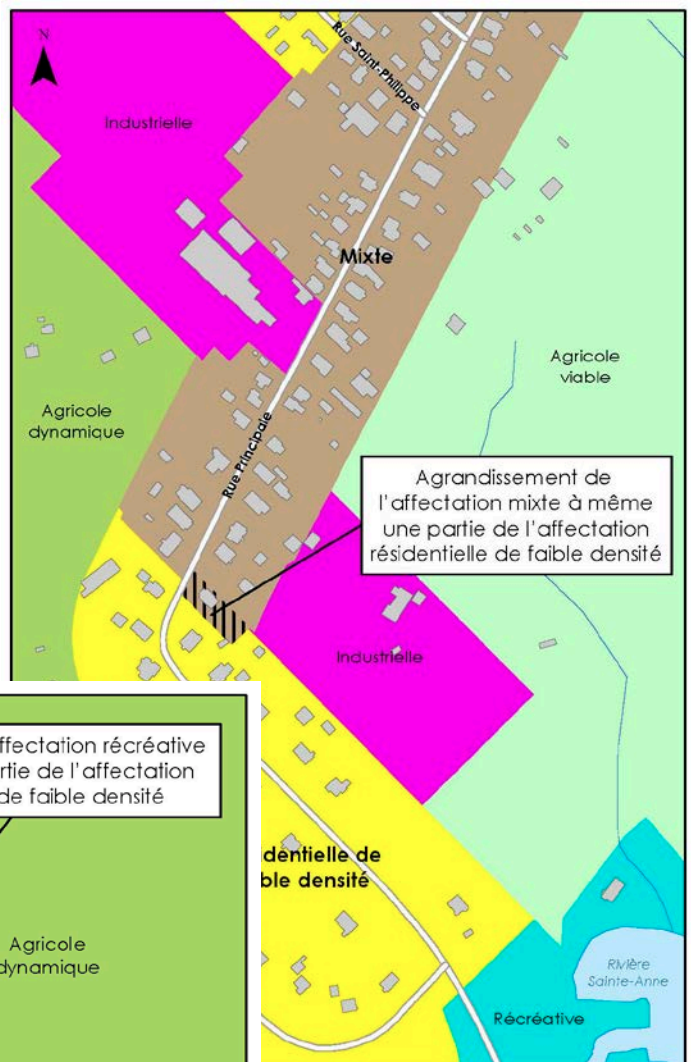 N
Rue Saint-Philippe
Industrielle
Mixte
Agricole
viable
Agricole
dynamique
Rue Principale
Agrandissement de
l'affectation mixte à même
une partie de l'affectation
résidentielle de faible densité
Industrielle
ffectation récréative
rtie de l'affectation
de faible densité
identielle de
ble densité
Agricole
dynamique
Rivière
Sainte-Anne
Récréative